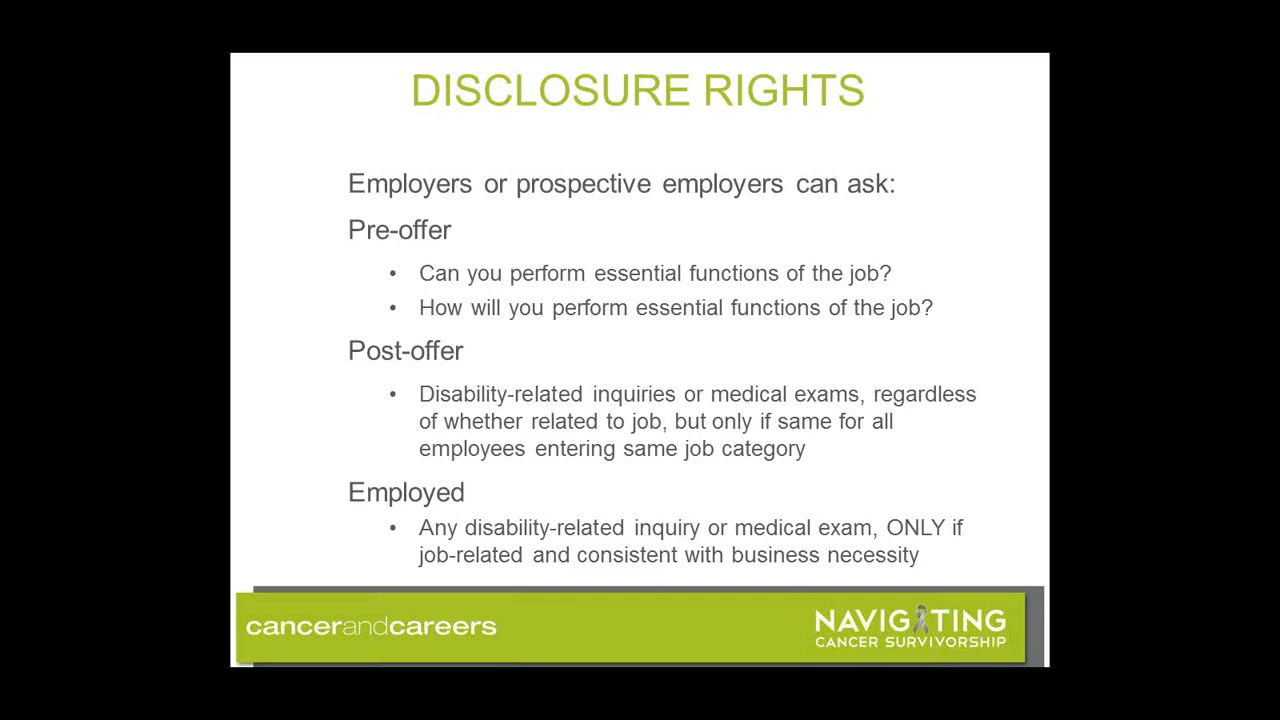 DISCLOSURE RIGHTS
Employers or prospective employers can ask:
Pre-offer
• Can you perform essential functions of the job?
• How will you perform essential functions of the job?
Post-offer
• Disability-related inquiries or medical exams, regardless
of whether related to job, but only if same for all
employees entering same job category
Employed
• Any disability-related inquiry or medical exam, ONLY if
job-related and consistent with business necessity
cancerandcareers
NAVIGATING
CANCER SURVIVORSHIP